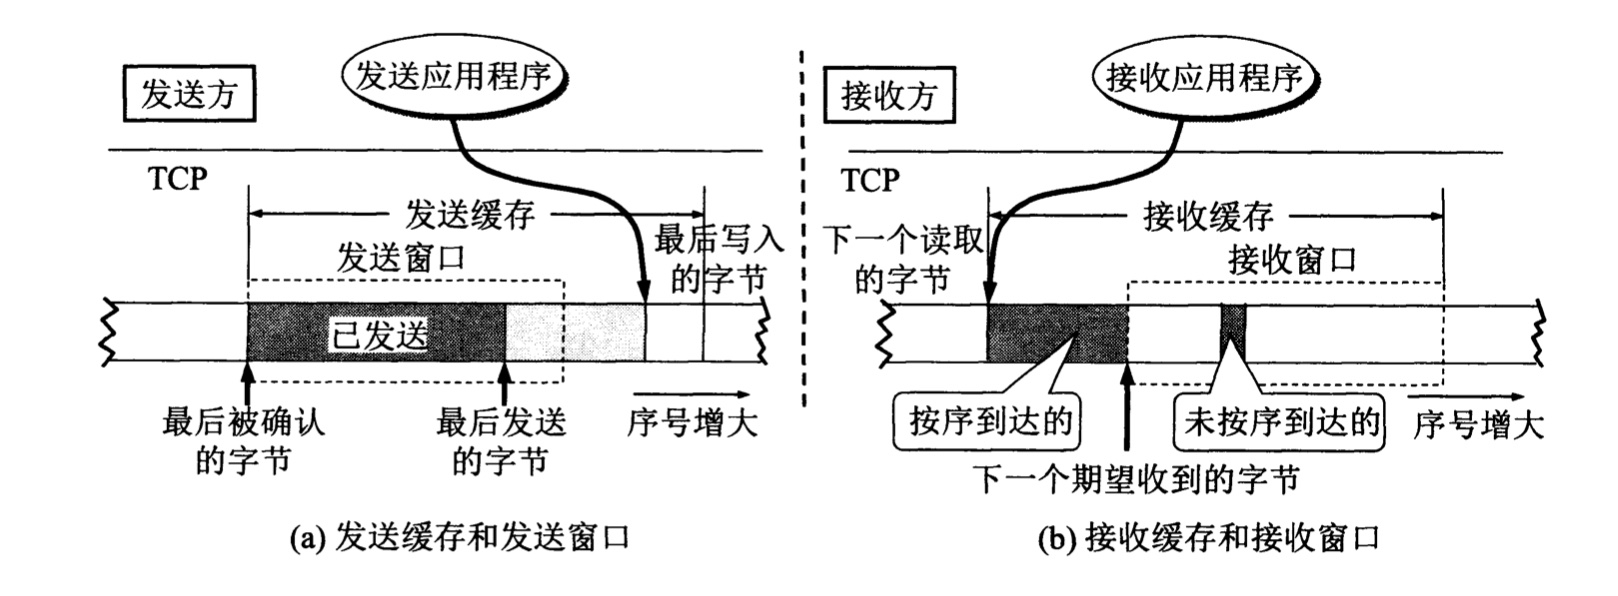 发送方
发送应用程序
TCP
发送缓存
发送窗口
最后写入
的字节
已发送
最后被确认
的字节
最后发送
的字节
序号增大
(a) 发送缓存和发送窗口
接收方
接收应用程序
TCP
接收缓存
下一个读取
的字节
接收窗口
按序到达的
未按序到达的
序号增大
下一个期望收到的字节
(b) 接收缓存和接收窗口